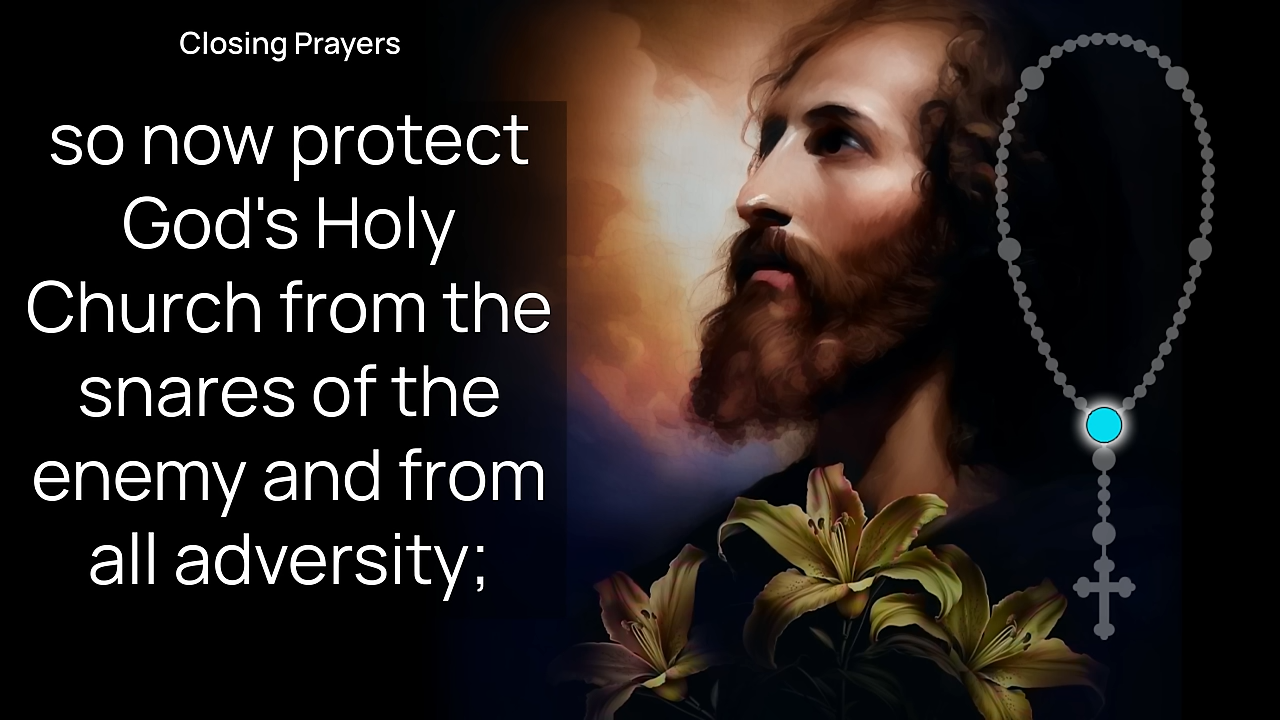 Closing Prayers
so now protect
God's Holy
Church from the
snares of the
enemy and from
all adversity;